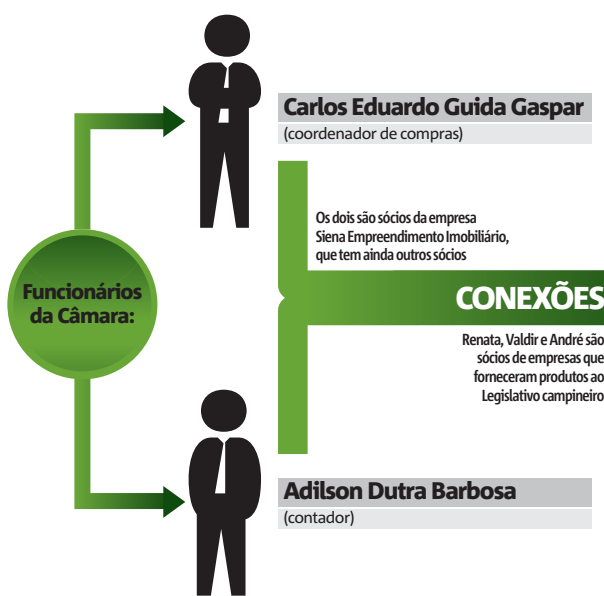 Carlos Eduardo Guida Gaspar
(coordenador de compras)
Os dois são sócios da empresa
Siena Empreendimento Imobiliário,
que tem ainda outros sócios
Funcionários
da Câmara:
CONEXÕES
Renata, Valdir e André são
sócios de empresas que
forneceram produtos ao
Legislativo campineiro
Adilson Dutra Barbosa
(contador)